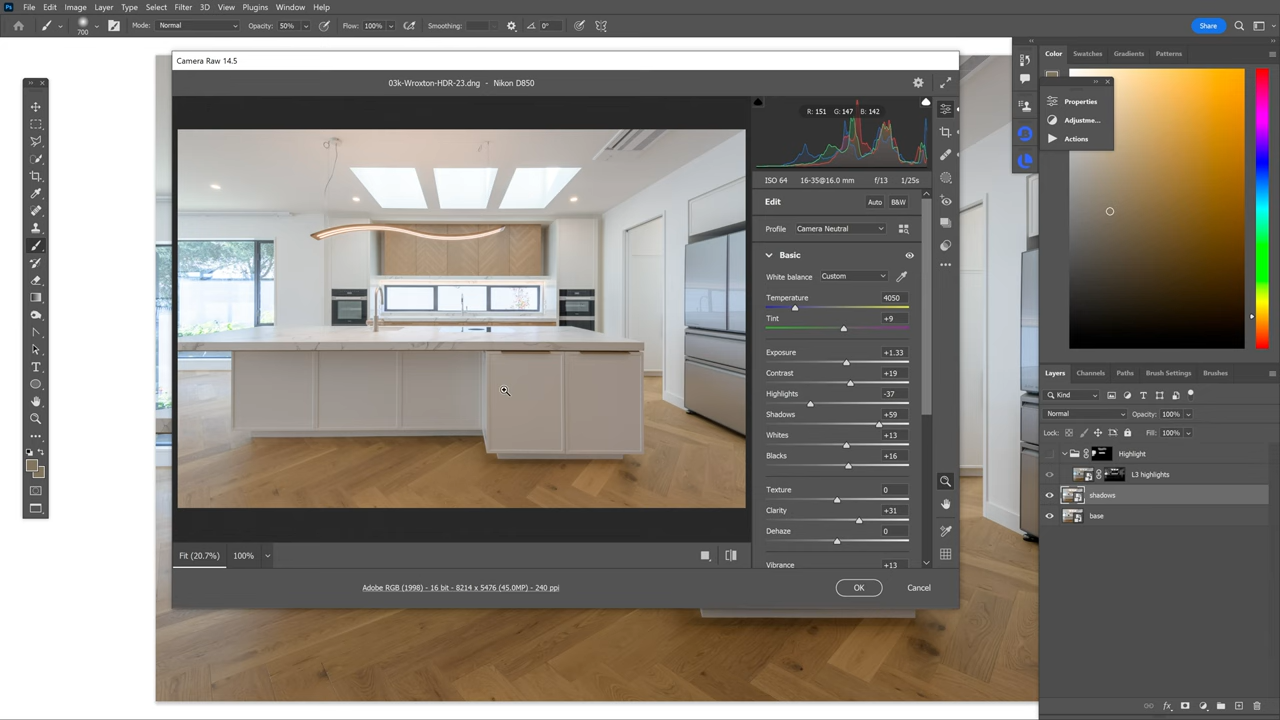 Ps File Edit Image Layer Type Select Filter 3D View Plugins Window Help
700 Mode: Normal Opacity: 50% Flow: 100% Smoothing: 0° Share
Camera Raw 14.5
03k-Wroxton-HDR-23.dng - Nikon D850
R: 151 G: 147 B: 142
ISO 64 16-35@16.0 mm f/13 1/25s
Edit Auto B&W
Profile Camera Neutral
Basic
White balance Custom
Temperature 4050
Tint +9
Exposure +1.33
Contrast +19
Highlights -37
Shadows +59
Whites +13
Blacks +16
Texture 0
Clarity +31
Dehaze 0
Vibrance +13
Fit (20.7%) 100%
Adobe RGB (1998) - 16 bit - 8214 x 5476 (45.0MP) - 240 ppi
OK Cancel
Color Swatches Gradients Patterns
Properties
Adjustme...
Actions
Layers Channels Paths Brush Settings Brushes
Kind
Normal Opacity: 100%
Lock: Fill: 100%
Highlight
L3 highlights
shadows
base
fx